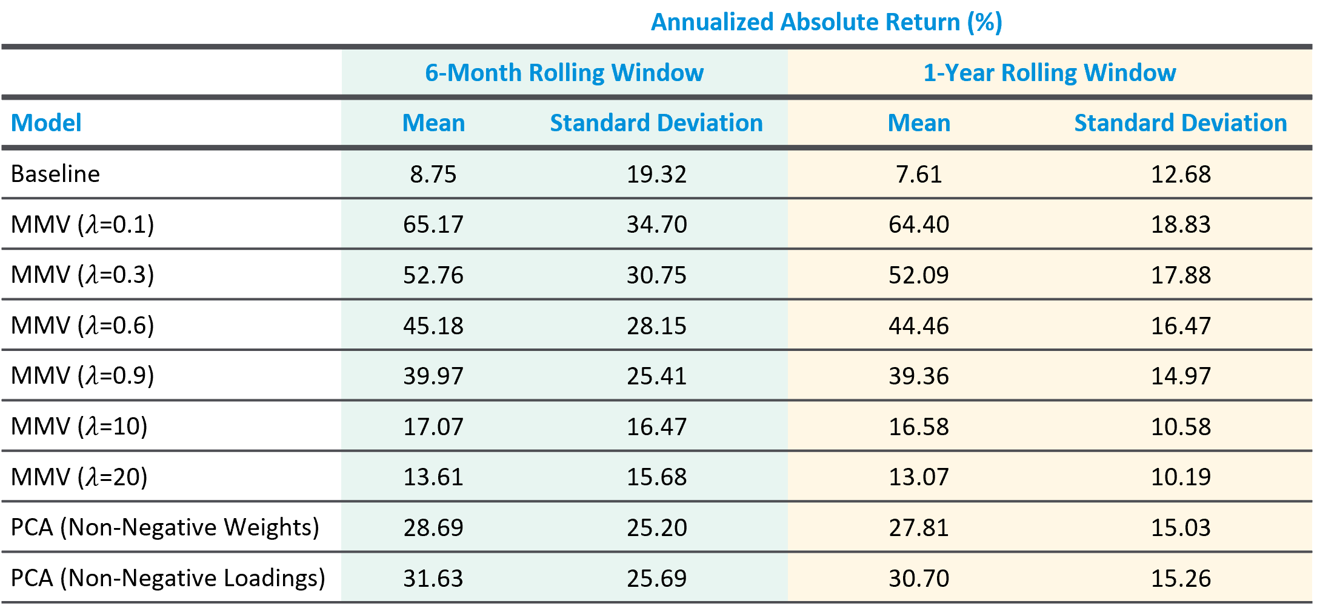 Annualized Absolute Return (%)
6-Month Rolling Window 1-Year Rolling Window
Model Mean Standard Deviation Mean Standard Deviation
Baseline 8.75 19.32 7.61 12.68
MMV (λ=0.1) 65.17 34.70 64.40 18.83
MMV (λ=0.3) 52.76 30.75 52.09 17.88
MMV (λ=0.6) 45.18 28.15 44.46 16.47
MMV (λ=0.9) 39.97 25.41 39.36 14.97
MMV (λ=10) 17.07 16.47 16.58 10.58
MMV (λ=20) 13.61 15.68 13.07 10.19
PCA (Non-Negative Weights) 28.69 25.20 27.81 15.03
PCA (Non-Negative Loadings) 31.63 25.69 30.70 15.26